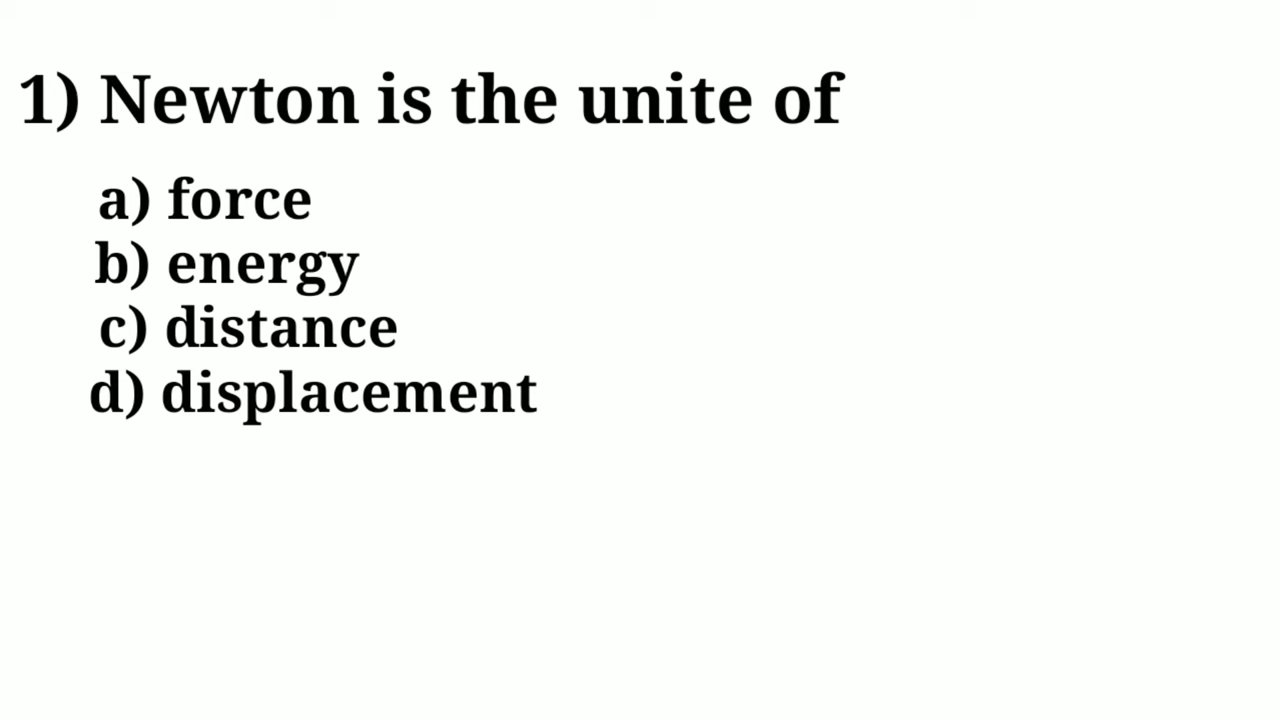 1) Newton is the unite of
a) force
b) energy
c) distance
d) displacement